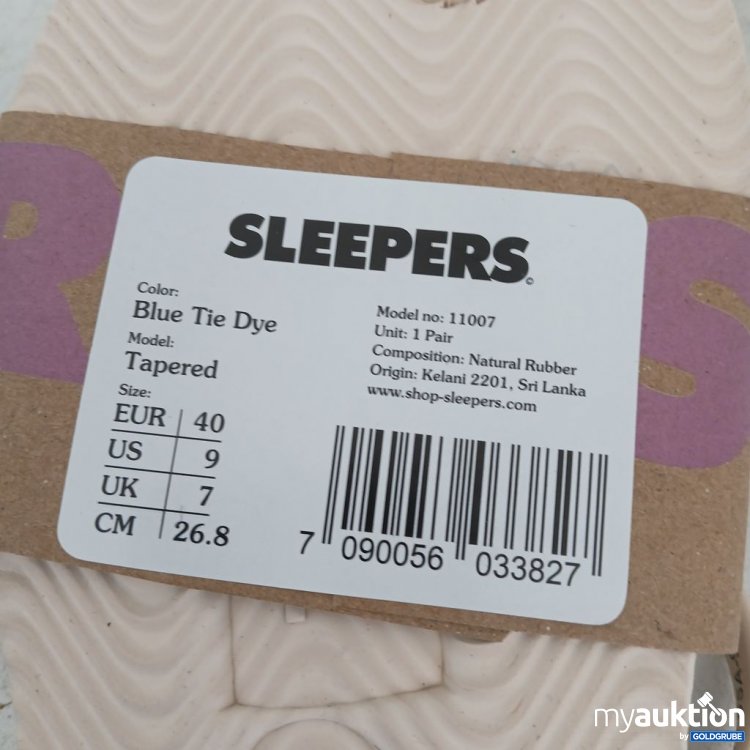 R
S
SLEEPERS©
Color:
Blue Tie Dye
Model:
Tapered
Size:
EUR 40
US 9
UK 7
CM 26.8
Model no: 11007
Unit: 1 Pair
Composition: Natural Rubber
Origin: Kelani 2201, Sri Lanka
www.shop-sleepers.com
7 090056 033827
myauktion
by GOLDGRUBE